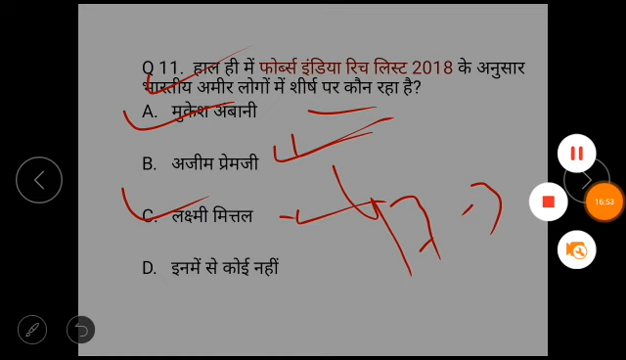 Q 11. हाल ही में फोर्ब्स इंडिया रिच लिस्ट 2018 के अनुसार
भारतीय अमीर लोगों में शीर्ष पर कौन रहा है?
A. मुकेश अंबानी
B. अजीम प्रेमजी
C. लक्ष्मी मित्तल
D. इनमें से कोई नहीं
16:53